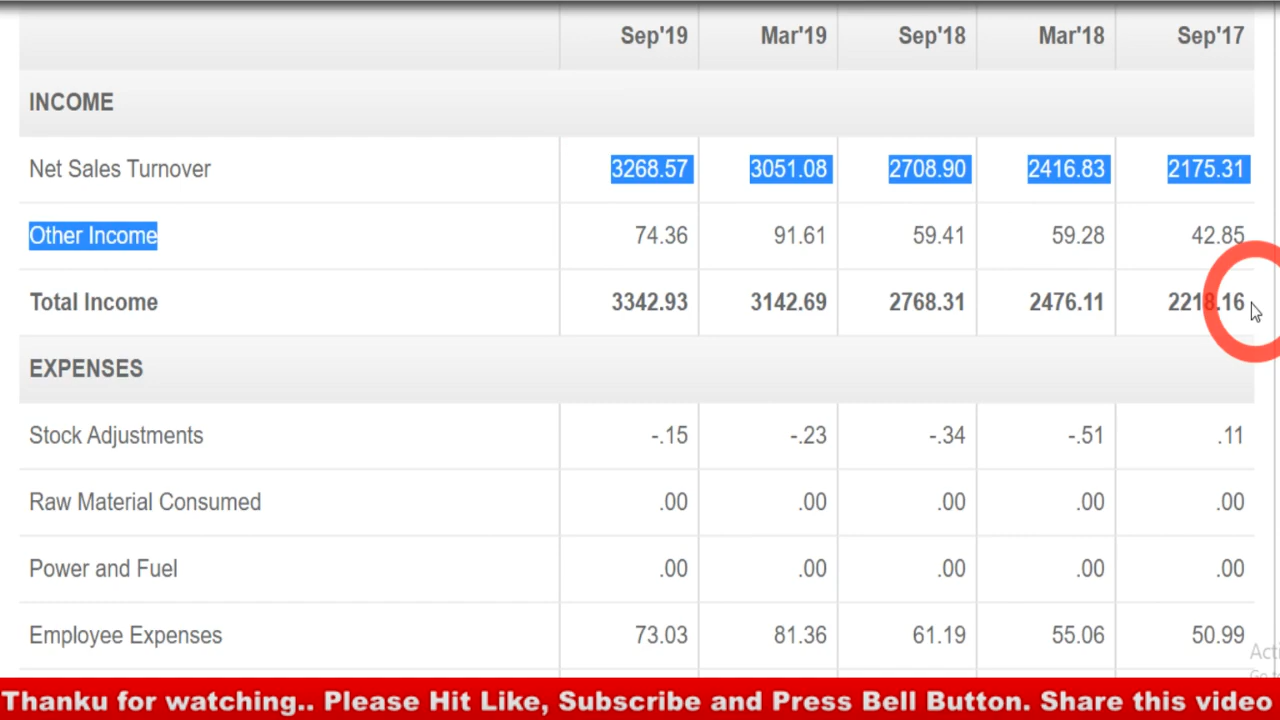 Sep'19 Mar'19 Sep'18 Mar'18 Sep'17
INCOME
Net Sales Turnover 3268.57 3051.08 2708.90 2416.83 2175.31
Other Income 74.36 91.61 59.41 59.28 42.85
Total Income 3342.93 3142.69 2768.31 2476.11 2218.16
EXPENSES
Stock Adjustments -.15 -.23 -.34 -.51 .11
Raw Material Consumed .00 .00 .00 .00 .00
Power and Fuel .00 .00 .00 .00 .00
Employee Expenses 73.03 81.36 61.19 55.06 50.99
Thanku for watching.. Please Hit Like, Subscribe and Press Bell Button. Share this video